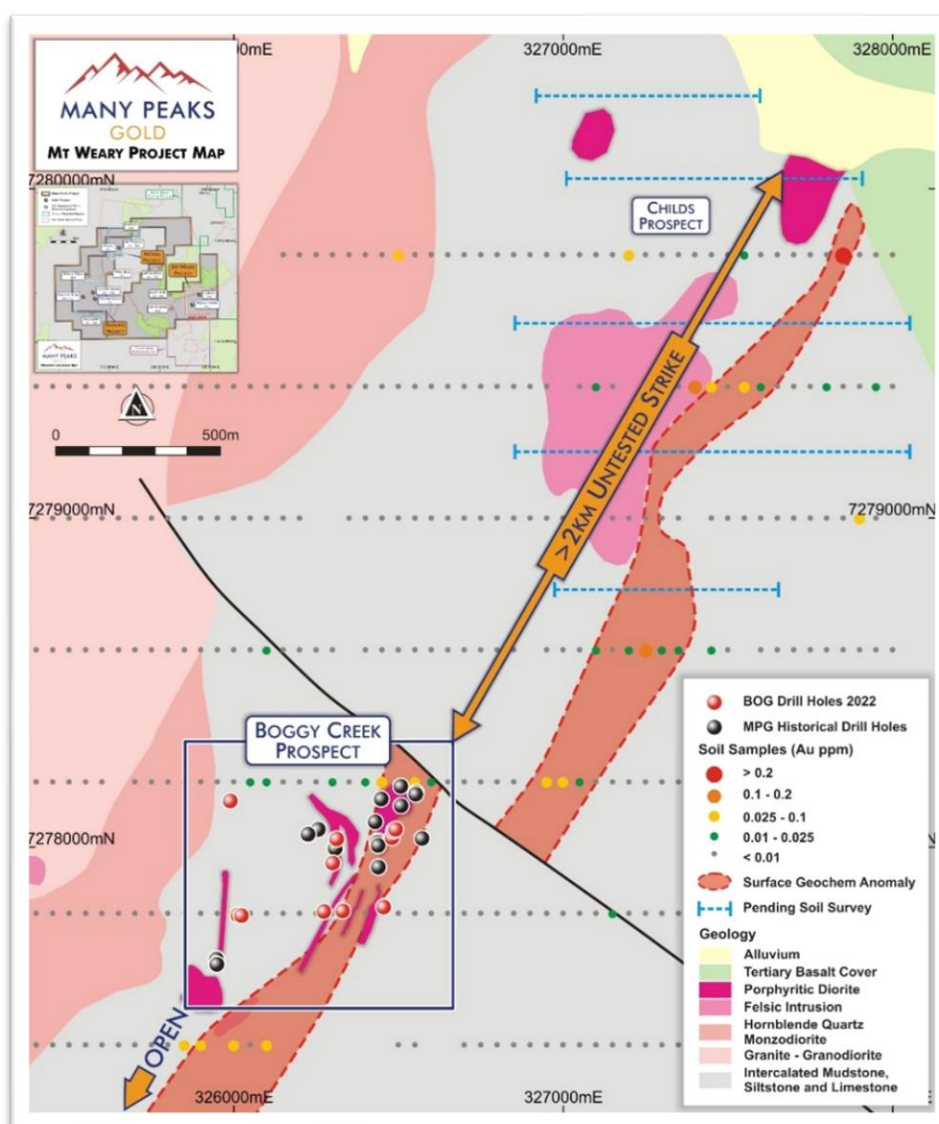 MANY PEAKS
GOLD
MT WEARY PROJECT MAP
00mE
327000mE
328000mE
7280000mN
CHILDS
PROSPECT
N
0
500m
> 2KM UNTESTED STRIKE
7279000mN
7279000mN
BOGGY CREEK
PROSPECT
7278000mN
OPEN
326000mE
327000mE
BOG Drill Holes 2022
MPG Historical Drill Holes
Soil Samples (Au ppm)
> 0.2
0.1 - 0.2
0.025 - 0.1
0.01 - 0.025
< 0.01
Surface Geochem Anomaly
Pending Soil Survey
Geology
Alluvium
Tertiary Basalt Cover
Porphyritic Diorite
Felsic Intrusion
Hornblende Quartz
Monzodiorite
Granite - Granodiorite
Intercalated Mudstone,
Siltstone and Limestone